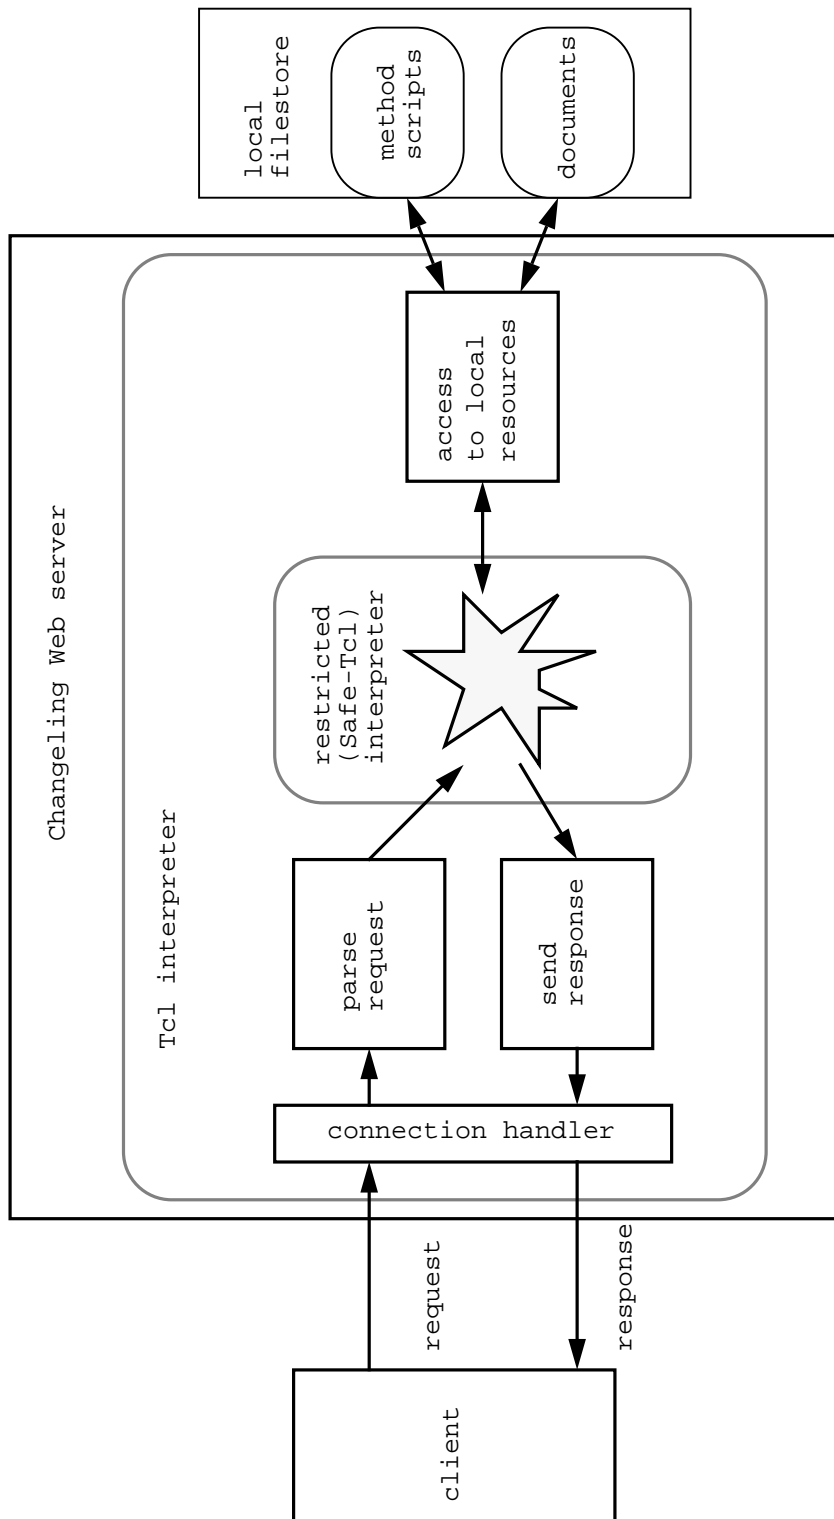 local
filestore
method
scripts
documents
Changeling Web server
access
to local
resources
restricted
(Safe-Tcl)
interpreter
Tcl interpreter
parse
request
send
response
connection handler
request
response
client